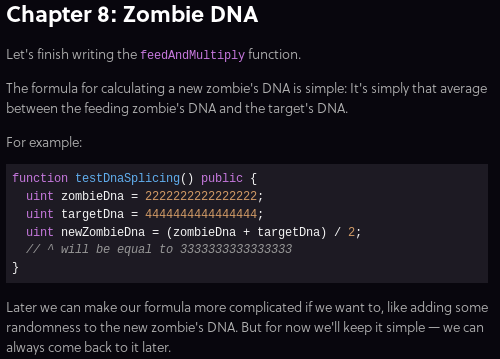 Chapter 8: Zombie DNA
Let's finish writing the feedAndMultiply function.
The formula for calculating a new zombie's DNA is simple: It's simply that average
between the feeding zombie's DNA and the target's DNA.
For example:
function testDnaSplicing() public {
  uint zombieDna = 2222222222222222;
  uint targetDna = 4444444444444444;
  uint newZombieDna = (zombieDna + targetDna) / 2;
  // ^ will be equal to 3333333333333333
}
Later we can make our formula more complicated if we want to, like adding some
randomness to the new zombie's DNA. But for now we'll keep it simple — we can
always come back to it later.